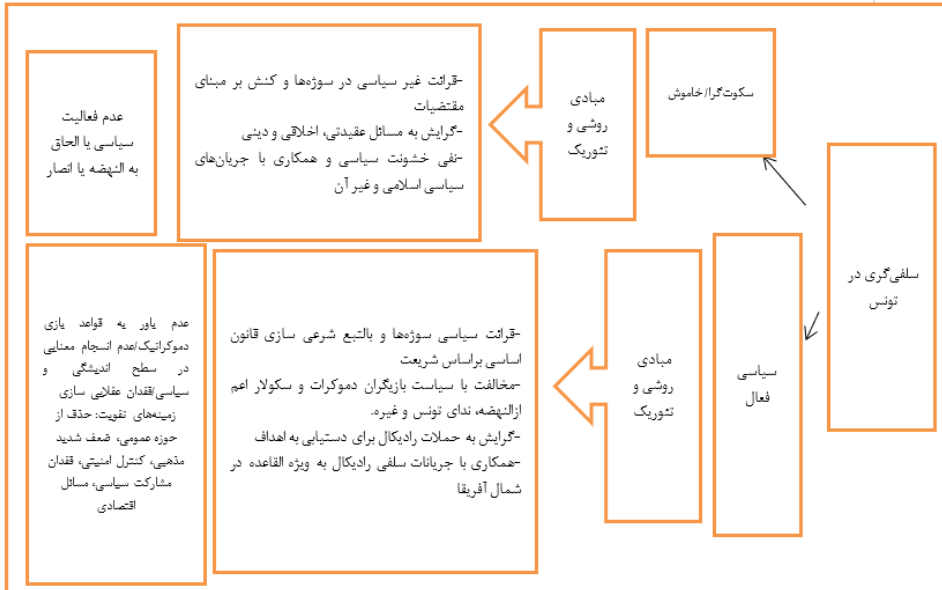 سلفی‌گری در
تونس
سکوت‌گرا/ خاموش
مبادی
روشی و
تئوریک
-قرائت غیر سیاسی در سوژه‌ها و کنش بر مبنای
مقتضیات
-گرایش به مسائل عقیدتی، اخلاقی و دینی
-نفی خشونت سیاسی و همکاری با جریان‌های
سیاسی اسلامی و غیر آن
عدم فعالیت
سیاسی یا الحاق
به النهضه یا انصار
سیاسی
فعال
مبادی
روشی و
تئوریک
-قرائت سیاسی سوژه‌ها و بالتبع شرعی سازی قانون
اساسی براساس شریعت
-مخالفت با سیاست بازیگران دموکرات و سکولار اعم
ازالنهضه، ندای تونس و غیره.
-گرایش به حملات رادیکال برای دستیابی به اهداف
-همکاری با جریانات سلفی رادیکال به ویژه القاعده در
شمال آفریقا
عدم یاور یه قواعد یازی
دموکراتیک/عدم انسجام معنایی
در سطح اندیشگی و
سیاسی/فقدان عقلایی سازی
زمینه‌های تقویت: حذف از
حوزه عمومی، ضعف شدید
مذهبی، کنترل امنیتی، فقدان
مشارکت سیاسی، مسائل
اقتصادی